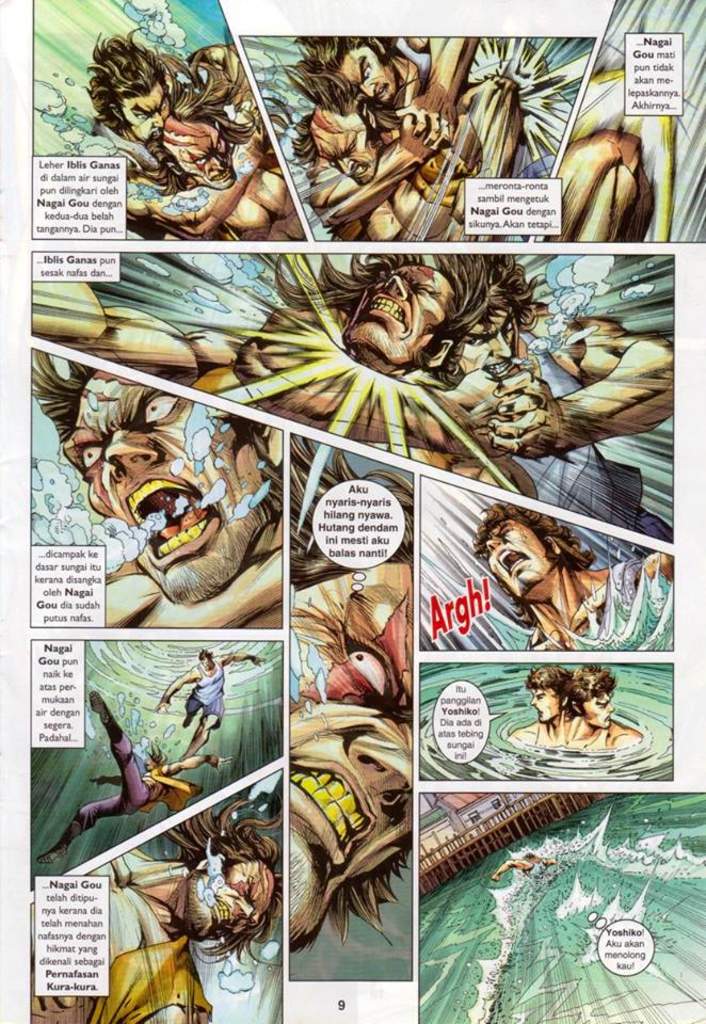 Leher Iblis Ganas
di dalam air sungai
pun dilingkari oleh
Nagai Gou dengan
kedua-dua belah
tangannya. Dia pun...
...meronta-ronta
sambil mengetuk
Nagai Gou dengan
sikunya. Akan tetapi...
...Nagai
Gou mati
pun tidak
akan me-
lepaskannya.
Akhirnya...
...Iblis Ganas pun
sesak nafas dan...
...dicampak ke
dasar sungai itu
kerana disangka
oleh Nagai
Gou dia sudah
putus nafas.
Aku
nyaris-nyaris
hilang nyawa.
Hutang dendam
ini mesti aku
balas nanti!
Argh!
Nagai
Gou pun
naik ke
atas per-
mukaan
air dengan
segera.
Padahal...
Itu
panggilan
Yoshiko!
Dia ada di
atas tebing
sungai
ini!
...Nagai Gou
telah ditipu-
nya kerana dia
telah menahan
nafasnya dengan
hikmat yang
dikenali sebagai
Pernafasan
Kura-kura.
Yoshiko!
Aku akan
menolong
kau!
9